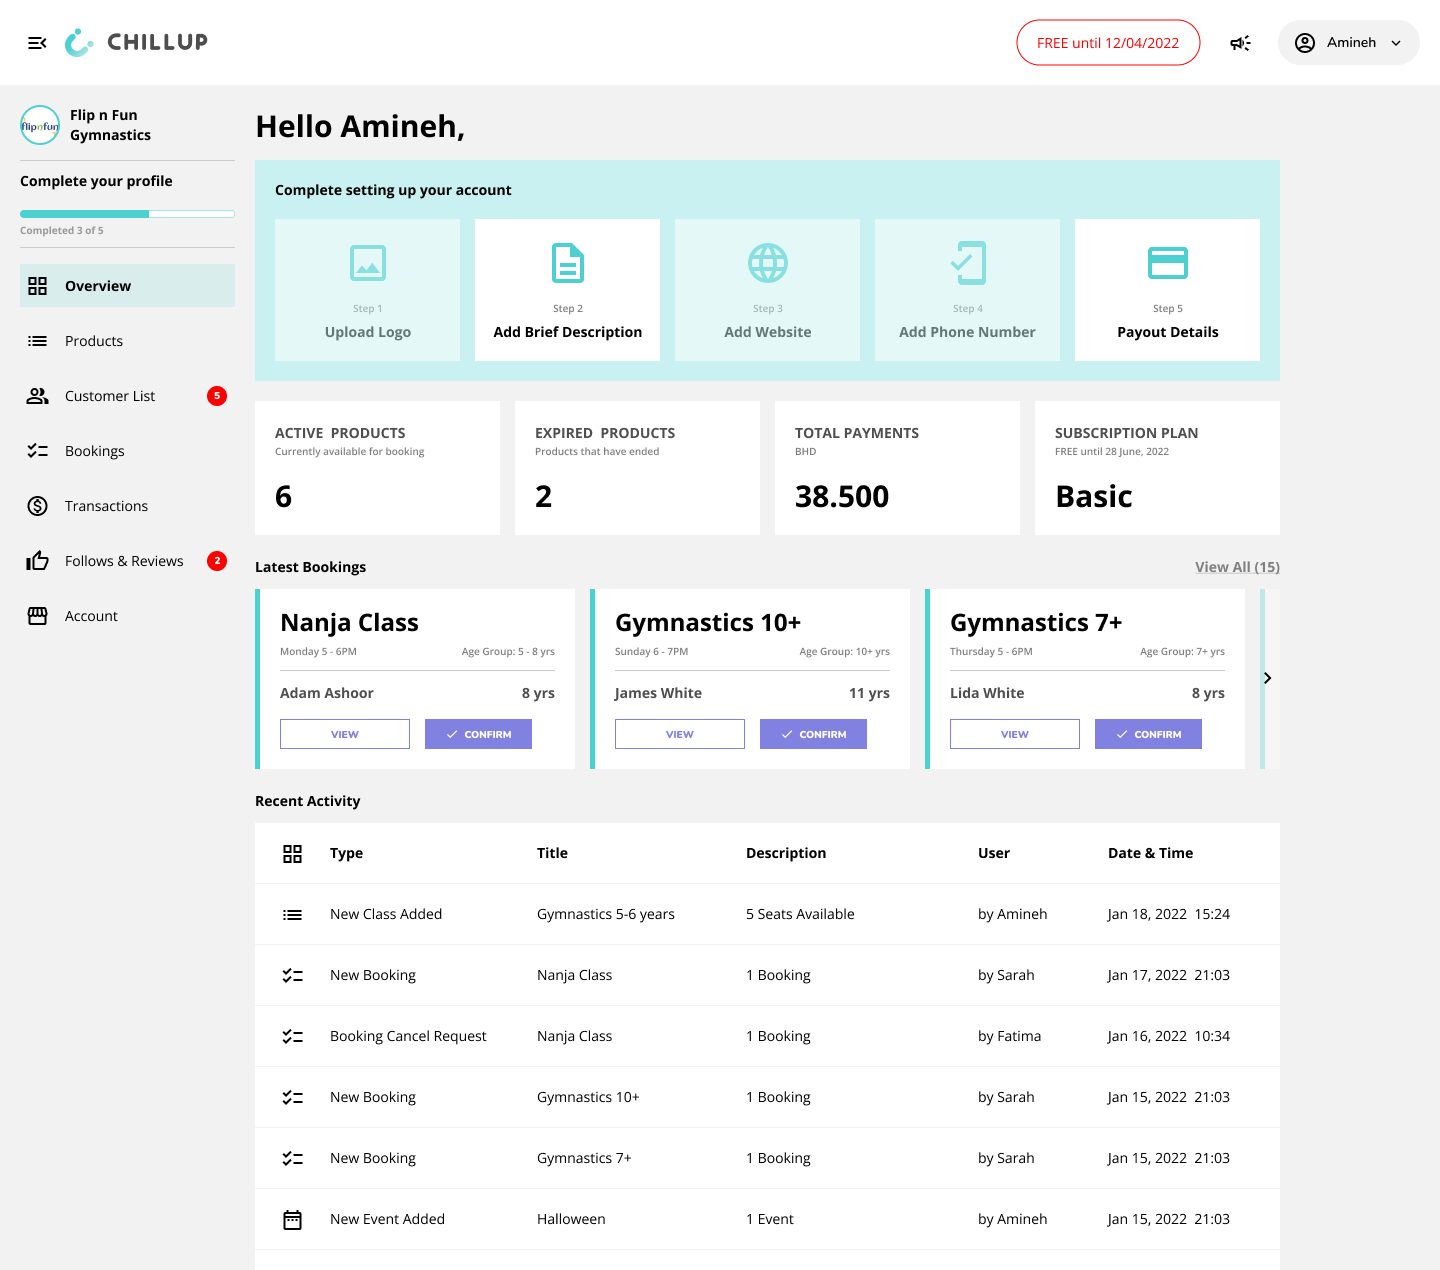 CHILLUP
FREE until 12/04/2022
Amineh
flipnfun
Flip n Fun
Gymnastics
Complete your profile
Completed 3 of 5
Overview
Products
Customer List
5
Bookings
Transactions
Follows & Reviews
2
Account
Hello Amineh,
Complete setting up your account
Step 1
Upload Logo
Step 2
Add Brief Description
Step 3
Add Website
Step 4
Add Phone Number
Step 5
Payout Details
ACTIVE PRODUCTS
Currently available for booking
6
EXPIRED PRODUCTS
Products that have ended
2
TOTAL PAYMENTS
BHD
38.500
SUBSCRIPTION PLAN
FREE until 28 June, 2022
Basic
Latest Bookings
View All (15)
Nanja Class
Monday 5 - 6PM
Age Group: 5 - 8 yrs
Adam Ashoor
8 yrs
VIEW
CONFIRM
Gymnastics 10+
Sunday 6 - 7PM
Age Group: 10+ yrs
James White
11 yrs
VIEW
CONFIRM
Gymnastics 7+
Thursday 5 - 6PM
Age Group: 7+ yrs
Lida White
8 yrs
VIEW
CONFIRM
Recent Activity
Type Title Description User Date & Time
New Class Added Gymnastics 5-6 years 5 Seats Available by Amineh Jan 18, 2022 15:24
New Booking Nanja Class 1 Booking by Sarah Jan 17, 2022 21:03
Booking Cancel Request Nanja Class 1 Booking by Fatima Jan 16, 2022 10:34
New Booking Gymnastics 10+ 1 Booking by Sarah Jan 15, 2022 21:03
New Booking Gymnastics 7+ 1 Booking by Sarah Jan 15, 2022 21:03
New Event Added Halloween 1 Event by Amineh Jan 15, 2022 21:03